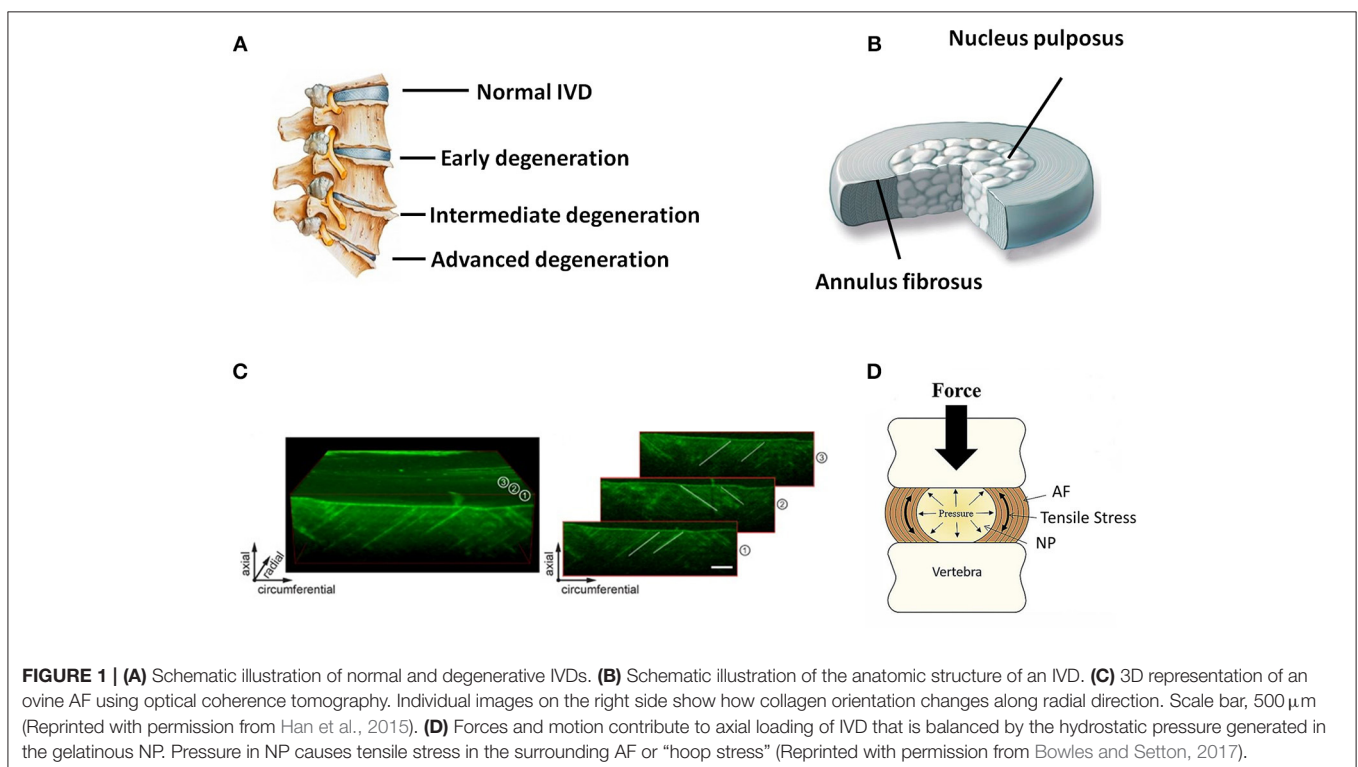 (A)
Normal IVD
Early degeneration
Intermediate degeneration
Advanced degeneration
(B)
Nucleus pulposus
Annulus fibrosus
(C)
③
②
①
axial
radial
circumferential
③
②
①
axial
circumferential
(D)
Force
Pressure
AF
Tensile Stress
NP
Vertebra
FIGURE 1 | (A) Schematic illustration of normal and degenerative IVDs. (B) Schematic illustration of the anatomic structure of an IVD. (C) 3D representation of an
ovine AF using optical coherence tomography. Individual images on the right side show how collagen orientation changes along radial direction. Scale bar, 500 μm
(Reprinted with permission from Han et al., 2015). (D) Forces and motion contribute to axial loading of IVD that is balanced by the hydrostatic pressure generated in
the gelatinous NP. Pressure in NP causes tensile stress in the surrounding AF or “hoop stress” (Reprinted with permission from Bowles and Setton, 2017).